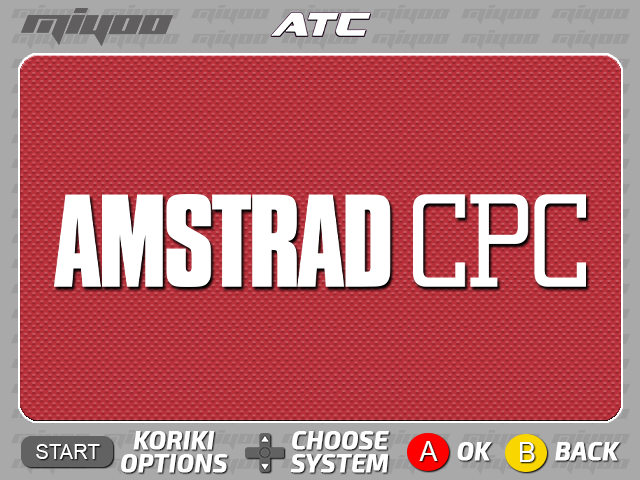 miyoo
ATC
AMSTRAD CPC
START
KORIKI
OPTIONS
CHOOSE
SYSTEM
A OK
B BACK